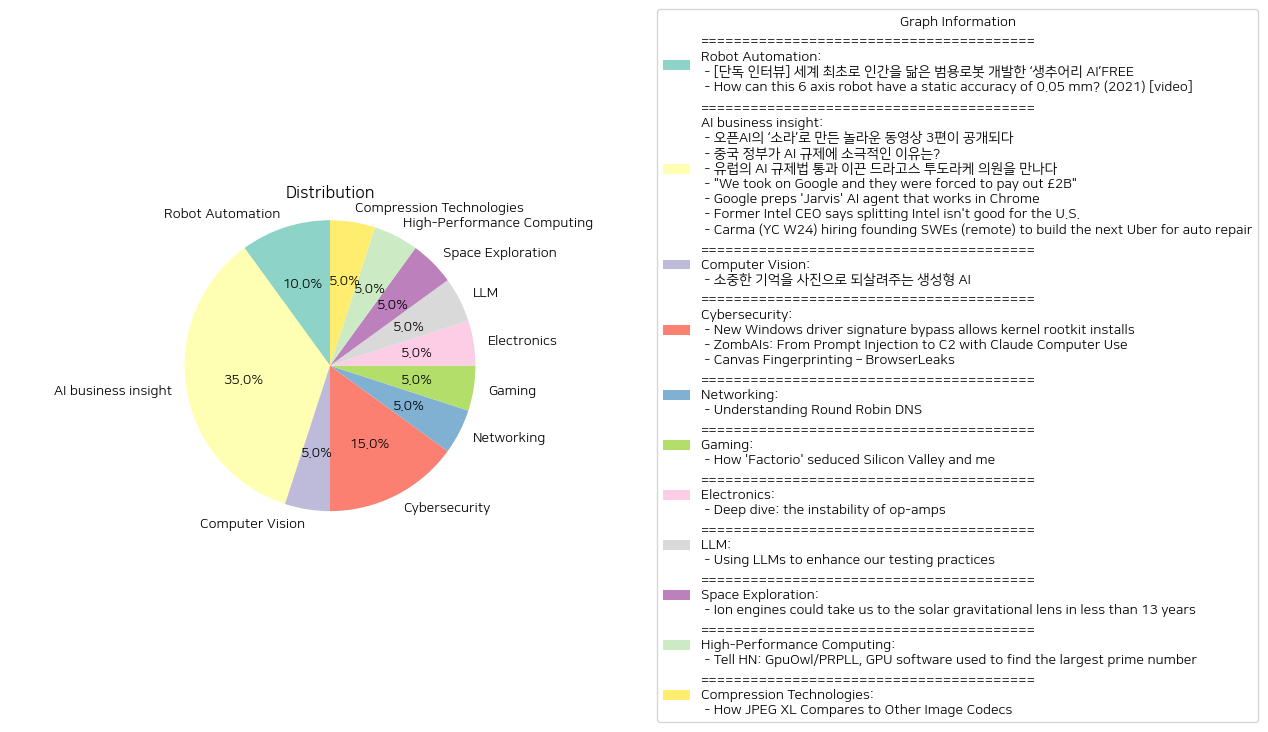 Distribution
Robot Automation
Compression Technologies
High-Performance Computing
Space Exploration
LLM
Electronics
Gaming
Networking
Cybersecurity
Computer Vision
AI business insight
10.0%
5.0%
5.0%
5.0%
5.0%
5.0%
5.0%
5.0%
15.0%
5.0%
35.0%
Graph Information
========================================
Robot Automation:
- [단독 인터뷰] 세계 최초로 인간을 닮은 범용로봇 개발한 ‘생추어리 AI’FREE
- How can this 6 axis robot have a static accuracy of 0.05 mm? (2021) [video]
========================================
AI business insight:
- 오픈AI의 ‘소라’로 만든 놀라운 동영상 3편이 공개되다
- 중국 정부가 AI 규제에 소극적인 이유는?
- 유럽의 AI 규제법 통과 이끈 드라고스 투도라케 의원을 만나다
- "We took on Google and they were forced to pay out £2B"
- Google preps 'Jarvis' AI agent that works in Chrome
- Former Intel CEO says splitting Intel isn't good for the U.S.
- Carma (YC W24) hiring founding SWEs (remote) to build the next Uber for auto repair
========================================
Computer Vision:
- 소중한 기억을 사진으로 되살려주는 생성형 AI
========================================
Cybersecurity:
- New Windows driver signature bypass allows kernel rootkit installs
- ZombAIs: From Prompt Injection to C2 with Claude Computer Use
- Canvas Fingerprinting – BrowserLeaks
========================================
Networking:
- Understanding Round Robin DNS
========================================
Gaming:
- How 'Factorio' seduced Silicon Valley and me
========================================
Electronics:
- Deep dive: the instability of op-amps
========================================
LLM:
- Using LLMs to enhance our testing practices
========================================
Space Exploration:
- Ion engines could take us to the solar gravitational lens in less than 13 years
========================================
High-Performance Computing:
- Tell HN: GpuOwl/PRPLL, GPU software used to find the largest prime number
========================================
Compression Technologies:
- How JPEG XL Compares to Other Image Codecs